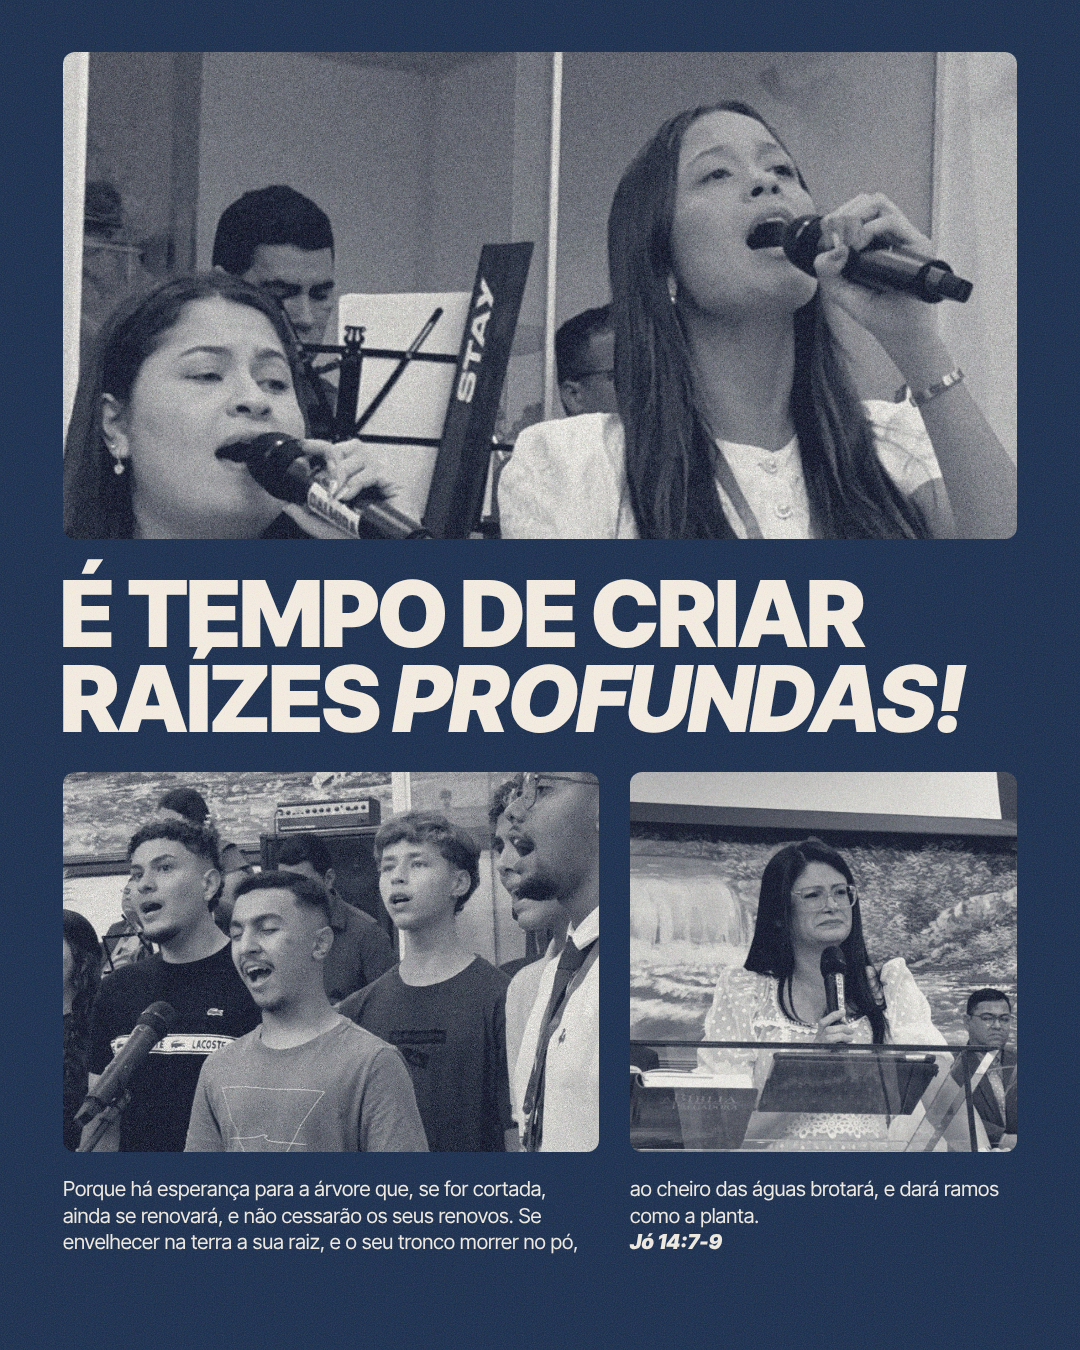 STAY
É TEMPO DE CRIAR
RAÍZES PROFUNDAS!
LACOSTE
Porque há esperança para a árvore que, se for cortada,
ainda se renovará, e não cessarão os seus renovos. Se
envelhecer na terra a sua raiz, e o seu tronco morrer no pó,
ao cheiro das águas brotará, e dará ramos
como a planta.
Jó 14:7-9